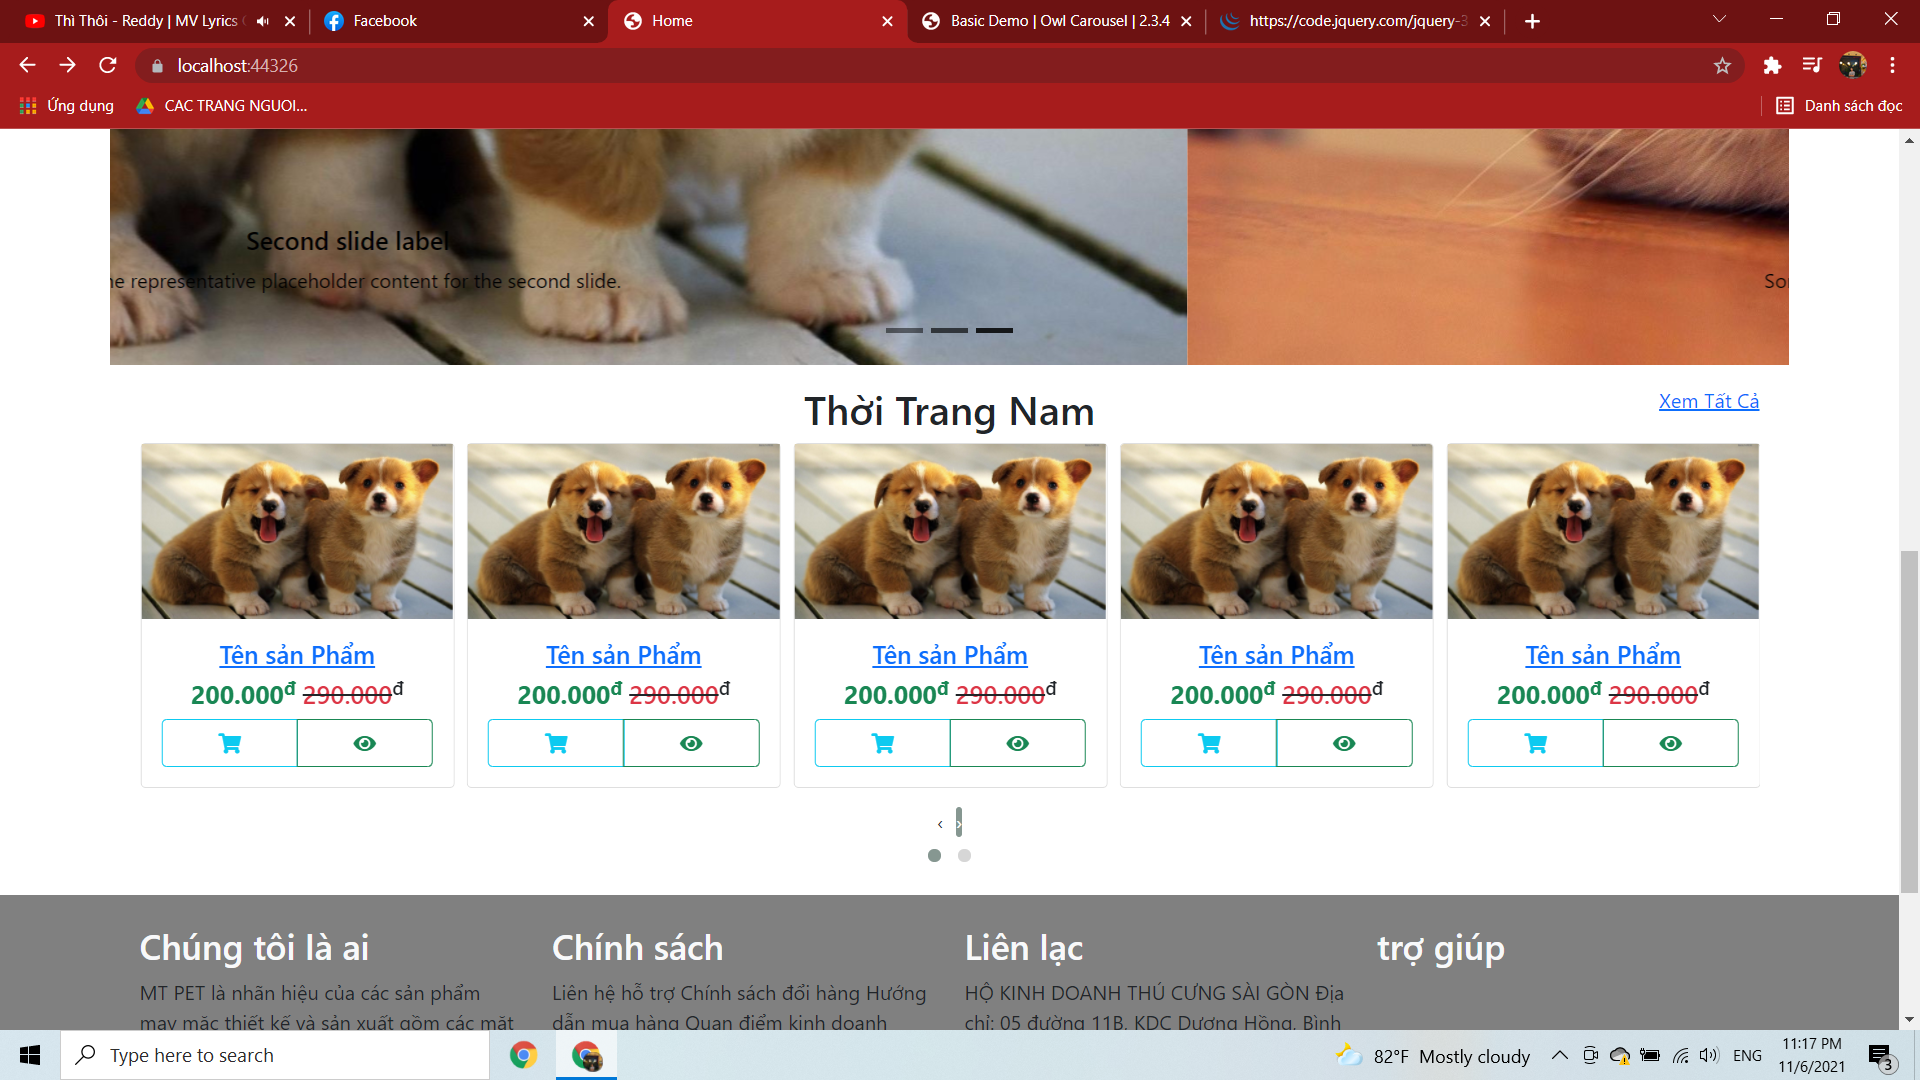 Thì Thôi - Reddy | MV Lyrics
Facebook
Home
Basic Demo | Owl Carousel | 2.3.4
https://code.jquery.com/jquery-3
localhost:44326
Ứng dụng
CAC TRANG NGUOI...
Danh sách đọc
Second slide label
representative placeholder content for the second slide.
Thời Trang Nam
Xem Tất Cả
Tên sản Phẩm
200.000đ 290.000đ
Tên sản Phẩm
200.000đ 290.000đ
Tên sản Phẩm
200.000đ 290.000đ
Tên sản Phẩm
200.000đ 290.000đ
Tên sản Phẩm
200.000đ 290.000đ
‹ ›
Chúng tôi là ai
MT PET là nhãn hiệu của các sản phẩm
may mặc thiết kế và sản xuất gồm các mặt
Chính sách
Liên hệ hỗ trợ Chính sách đổi hàng Hướng
dẫn mua hàng Quan điểm kinh doanh
Liên lạc
HỘ KINH DOANH THÚ CƯNG SÀI GÒN Địa
chỉ: 05 đường 11B, KDC Dương Hồng, Bình
trợ giúp
Type here to search
82°F Mostly cloudy
ENG
11:17 PM
11/6/2021
3